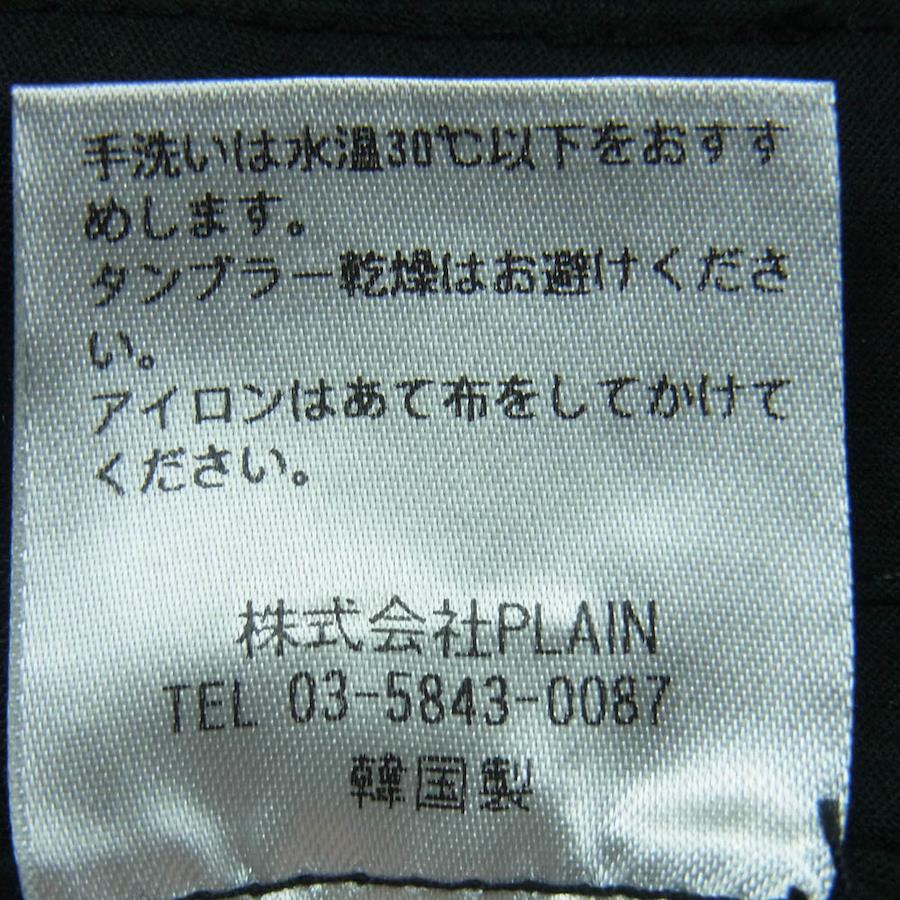 手洗いは水温30℃以下をおすす
めします。
タンブラー乾燥はお避けくださ
い。
アイロンはあて布をしてかけて
ください。
株式会社PLAIN
TEL 03-5843-0087
韓国製